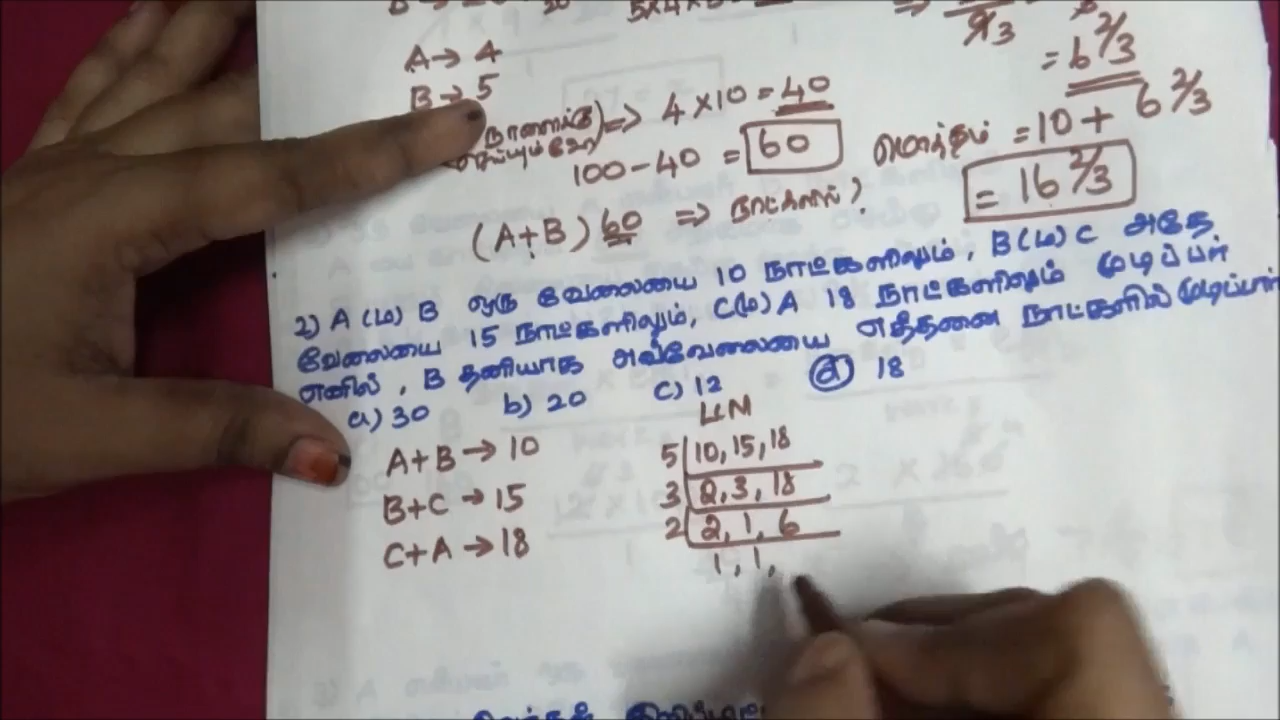 A → 4
B → 5
⇒ 4 × 10 = 40
100 - 40 = 60
(A+B) 60 ⇒ நாட்களில்?
= 6 2/3
மொத்தம் = 10 + 6 2/3
= 16 2/3
2) A (ம) B ஒரு வேலையை 10 நாட்களிலும், B (ம) C அதே
வேலையை 15 நாட்களிலும், C (ம) A 18 நாட்களிலும் முடிப்பர்
எனில், B தனியாக அவ்வேலையை எத்தனை நாட்களில் முடிப்பார்
a) 30 b) 20 c) 12 d) 18
A+B → 10
B+C → 15
C+A → 18
LCM
5 | 10, 15, 18
3 | 2, 3, 18
2 | 2, 1, 6
1, 1,